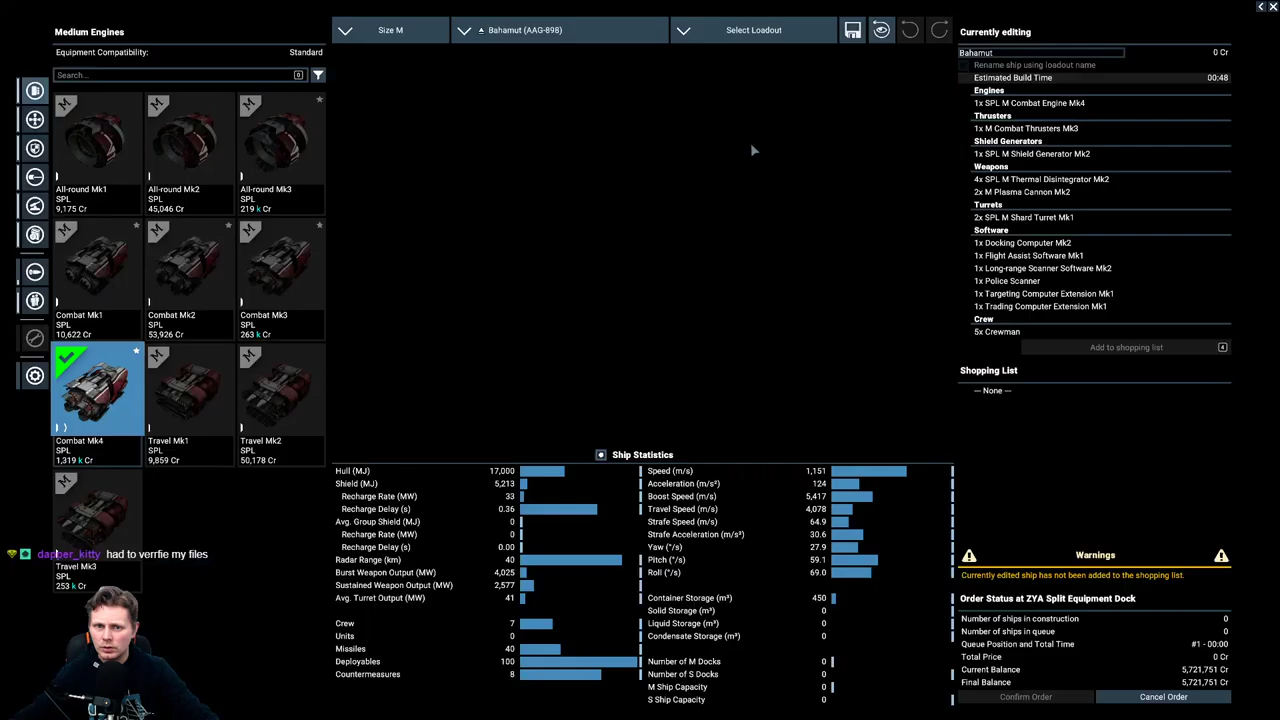 Medium Engines
Equipment Compatibility: Standard
Search... 0
All-round Mk1
SPL
9,175 Cr
All-round Mk2
SPL
45,046 Cr
All-round Mk3
SPL
219 k Cr
Combat Mk1
SPL
10,622 Cr
Combat Mk2
SPL
53,926 Cr
Combat Mk3
SPL
263 k Cr
Combat Mk4
SPL
1,319 k Cr
Travel Mk1
SPL
9,859 Cr
Travel Mk2
SPL
50,178 Cr
dapper_kitty had to verfie my files
Travel Mk3
SPL
253 k Cr
Size M
Bahamut (AAG-898)
Select Loadout
Ship Statistics
Hull (MJ) 17,000
Shield (MJ) 5,213
Recharge Rate (MW) 33
Recharge Delay (s) 0.36
Avg. Group Shield (MJ) 0
Recharge Rate (MW) 0
Recharge Delay (s) 0.00
Radar Range (km) 40
Burst Weapon Output (MW) 4,025
Sustained Weapon Output (MW) 2,577
Avg. Turret Output (MW) 41
Crew 7
Units 0
Missiles 40
Deployables 100
Countermeasures 8
Speed (m/s) 1,151
Acceleration (m/s²) 124
Boost Speed (m/s) 5,417
Travel Speed (m/s) 4,078
Strafe Speed (m/s) 64.9
Strafe Acceleration (m/s²) 30.6
Yaw (°/s) 27.9
Pitch (°/s) 59.1
Roll (°/s) 69.0
Container Storage (m³) 450
Solid Storage (m³) 0
Liquid Storage (m³) 0
Condensate Storage (m³) 0
Number of M Docks 0
Number of S Docks 0
M Ship Capacity 0
S Ship Capacity 0
Currently editing
Bahamut 0 Cr
Rename ship using loadout name
Estimated Build Time 00:48
Engines
1x SPL M Combat Engine Mk4
Thrusters
1x M Combat Thrusters Mk3
Shield Generators
1x SPL M Shield Generator Mk2
Weapons
4x SPL M Thermal Disintegrator Mk2
2x M Plasma Cannon Mk2
Turrets
2x SPL M Shard Turret Mk1
Software
1x Docking Computer Mk2
1x Flight Assist Software Mk1
1x Long-range Scanner Software Mk2
1x Police Scanner
1x Targeting Computer Extension Mk1
1x Trading Computer Extension Mk1
Crew
5x Crewman
Add to shopping list 4
Shopping List
— None —
Warnings
Currently edited ship has not been added to the shopping list.
Order Status at ZYA Split Equipment Dock
Number of ships in construction 0
Number of ships in queue 0
Queue Position and Total Time #1 - 00:00
Total Price 0 Cr
Current Balance 5,721,751 Cr
Final Balance 5,721,751 Cr
Confirm Order
Cancel Order